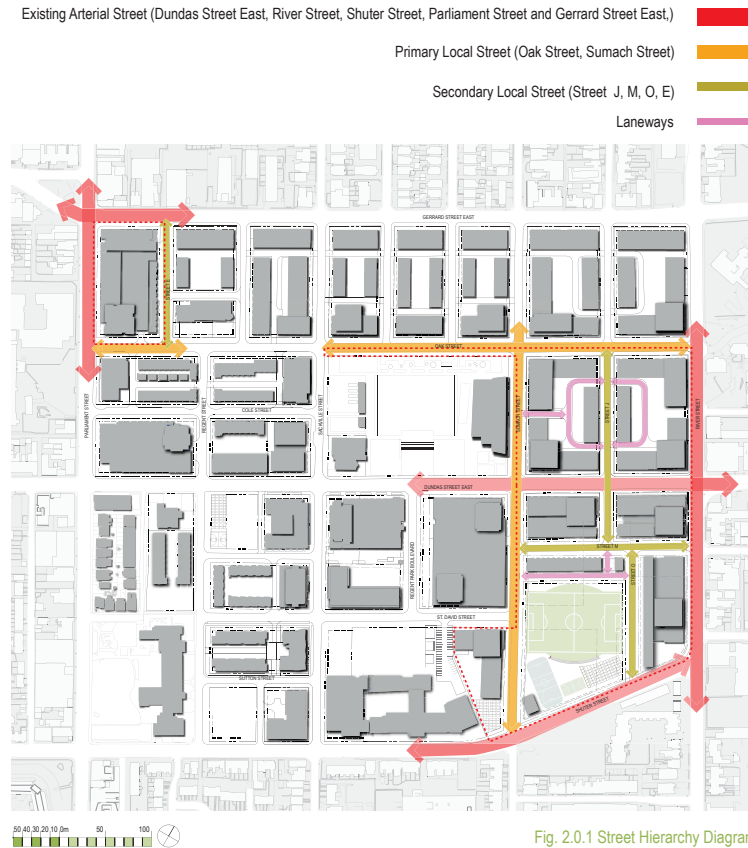 Existing Arterial Street (Dundas Street East, River Street, Shuter Street, Parliament Street and Gerrard Street East,)
Primary Local Street (Oak Street, Sumach Street)
Secondary Local Street (Street J, M, O, E)
Laneways
GERRARD STREET EAST
OAK STREET
PARLIAMENT STREET
REGENT STREET
COLE STREET
SACKVILLE STREET
STREET J
RIVER STREET
DUNDAS STREET EAST
REGENT PARK BOULEVARD
STREET M
STREET O
ST. DAVID STREET
SUTTON STREET
SHUTER STREET
50 40 30 20 10 0m 50 100
Fig. 2.0.1 Street Hierarchy Diagram